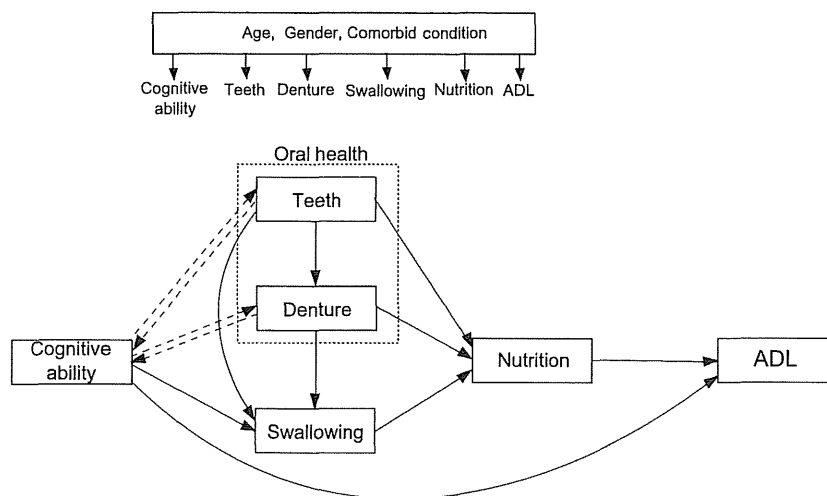 Age, Gender, Comorbid condition
Cognitive
ability
Teeth
Denture
Swallowing
Nutrition
ADL
Oral health
Teeth
Denture
Cognitive
ability
Nutrition
ADL
Swallowing